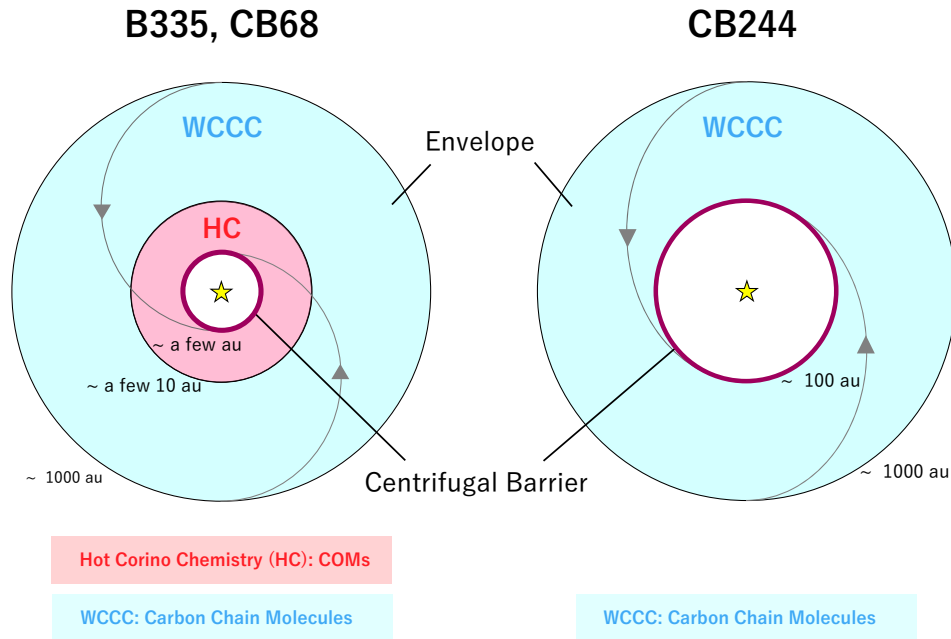 B335, CB68
CB244
WCCC
WCCC
Envelope
HC
~ a few au
~ a few 10 au
~ 100 au
~ 1000 au
~ 1000 au
Centrifugal Barrier
Hot Corino Chemistry (HC): COMs
WCCC: Carbon Chain Molecules
WCCC: Carbon Chain Molecules